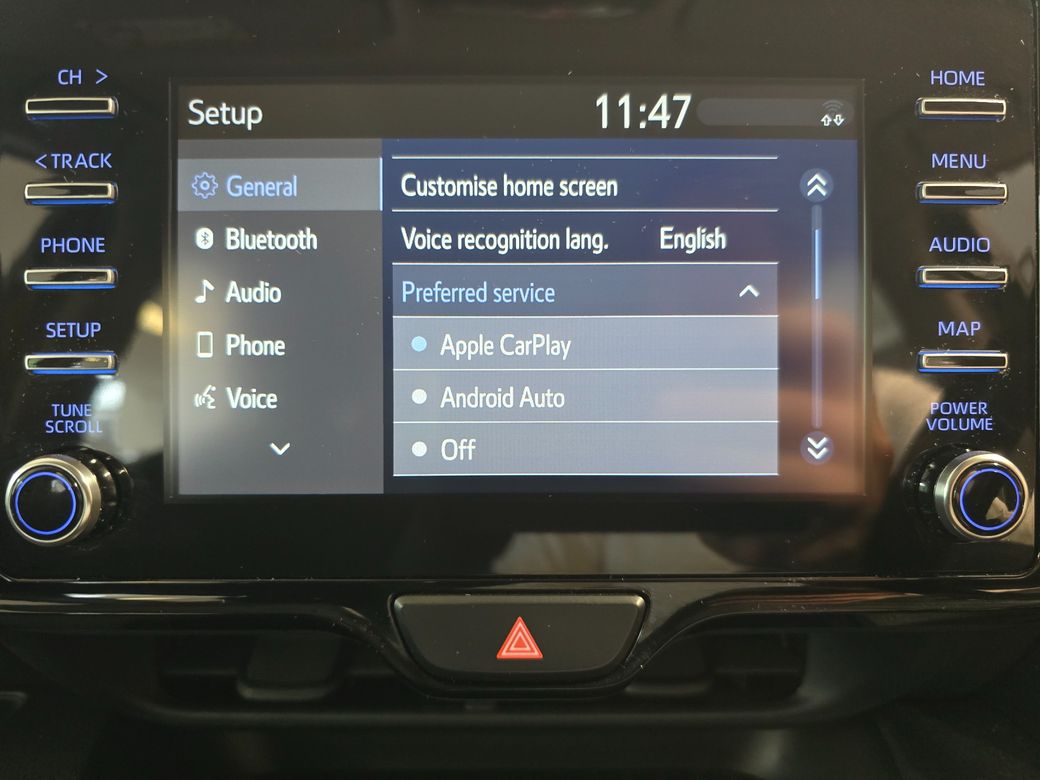 CH >
< TRACK
PHONE
SETUP
TUNE
SCROLL
Setup
11:47
General
Bluetooth
Audio
Phone
Voice
Customise home screen
Voice recognition lang. English
Preferred service
Apple CarPlay
Android Auto
Off
HOME
MENU
AUDIO
MAP
POWER
VOLUME